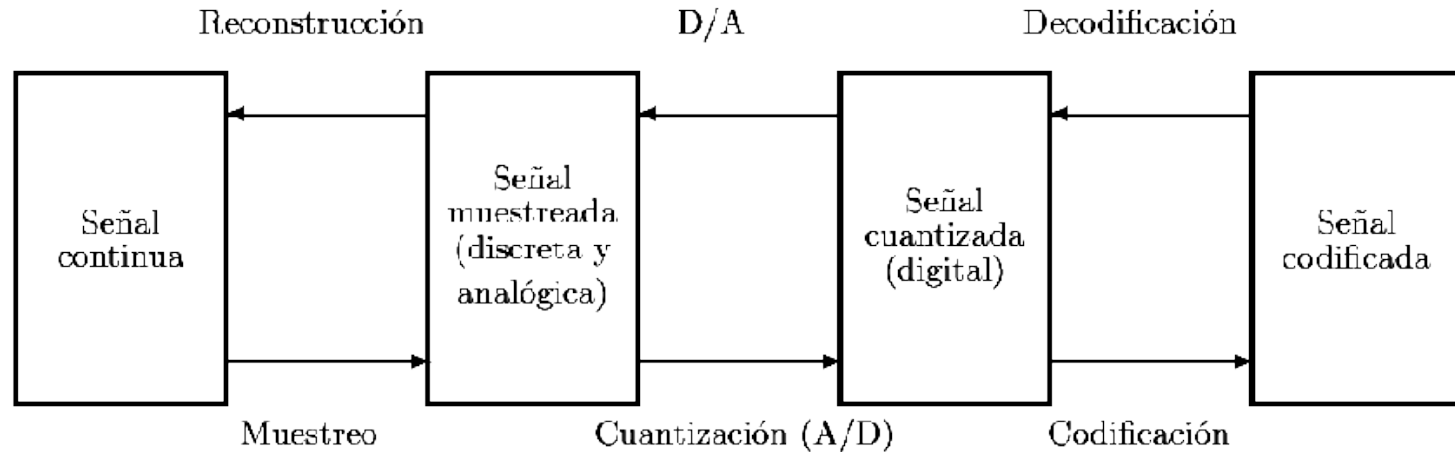 Reconstrucción
D/A
Decodificación
Señal
continua
Señal
muestreada
(discreta y
analógica)
Señal
cuantizada
(digital)
Señal
codificada
Muestreo
Cuantización (A/D)
Codificación